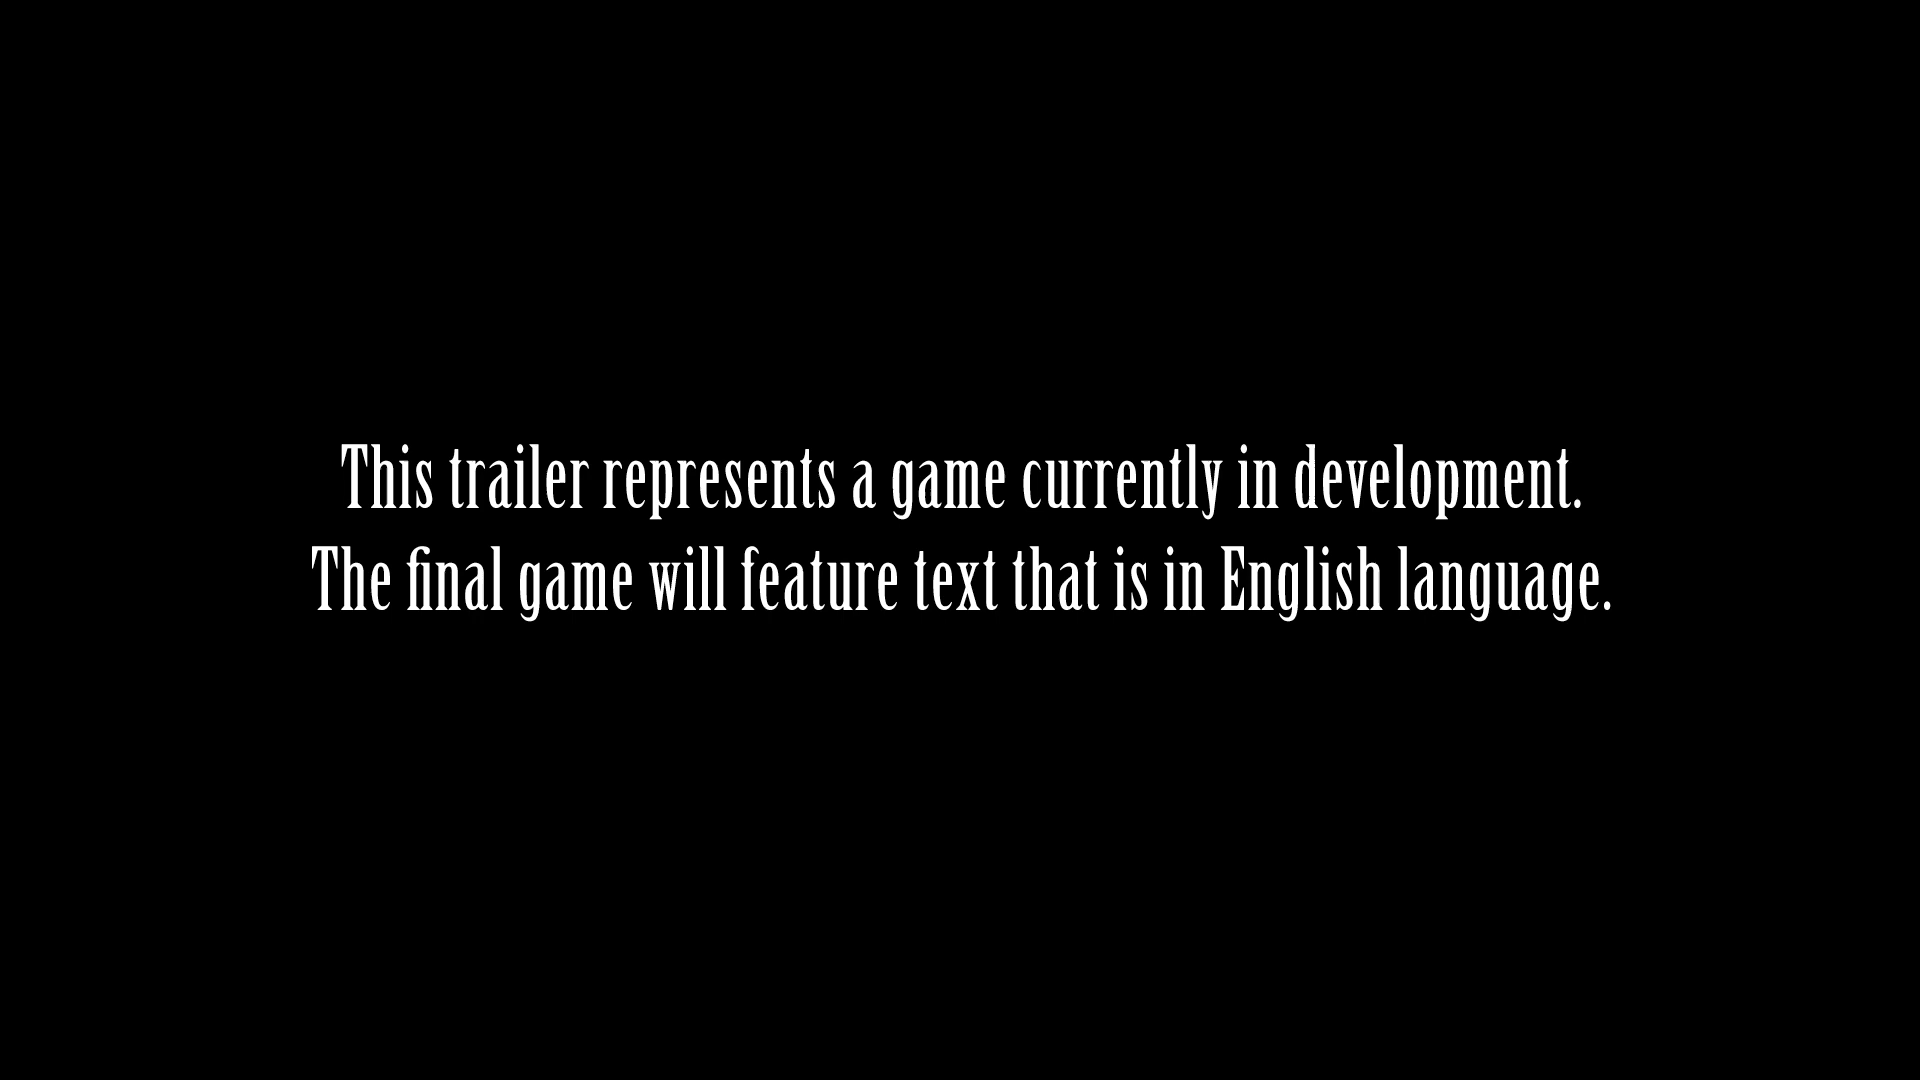 This trailer represents a game currently in development.
The final game will feature text that is in English language.